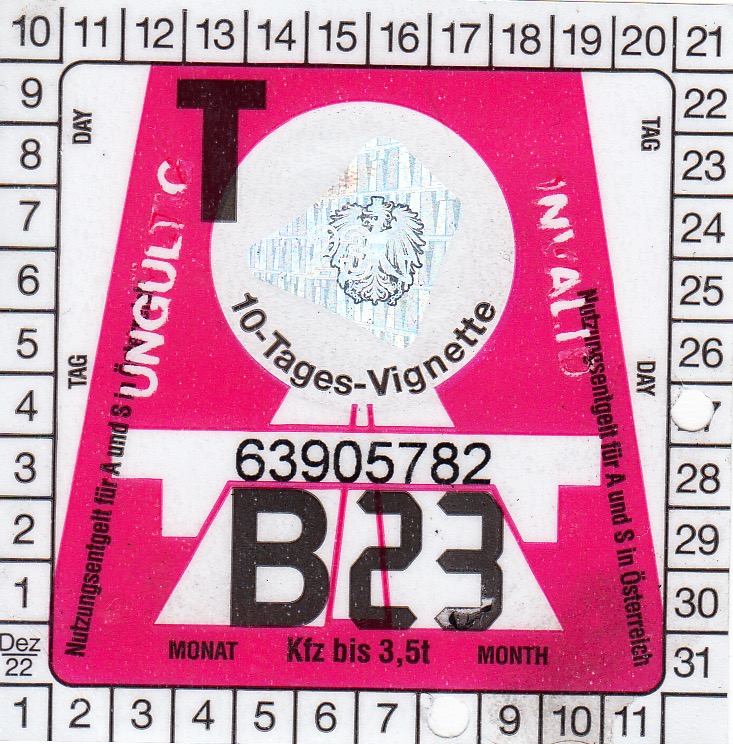 10 11 12 13 14 15 16 17 18 19 20 21
9
8
7
6
5
4
3
2
1
Dez
22
DAY
TAG
T
UNGÜLTIG
INVALID
10-Tages-Vignette
TAG
DAY
22
23
24
25
26
7
28
29
30
31
63905782
B23
Nutzungsentgelt für A und S in
Nutzungsentgelt für A und S in Österreich
MONAT Kfz bis 3,5t MONTH
1 2 3 4 5 6 7 9 10 11